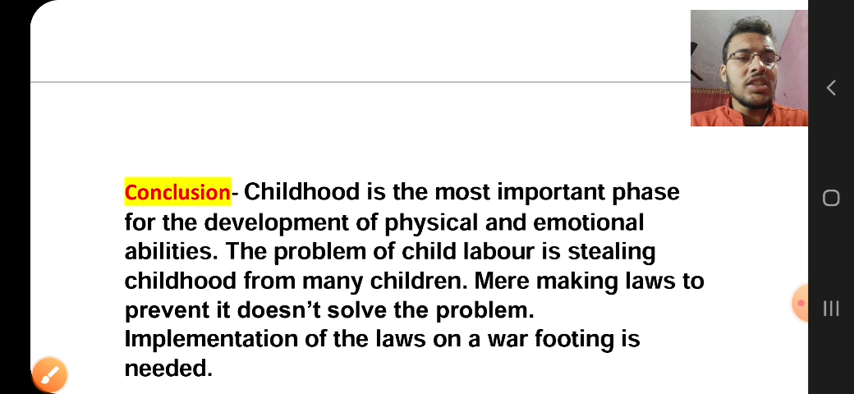 Conclusion- Childhood is the most important phase
for the development of physical and emotional
abilities. The problem of child labour is stealing
childhood from many children. Mere making laws to
prevent it doesn’t solve the problem.
Implementation of the laws on a war footing is
needed.